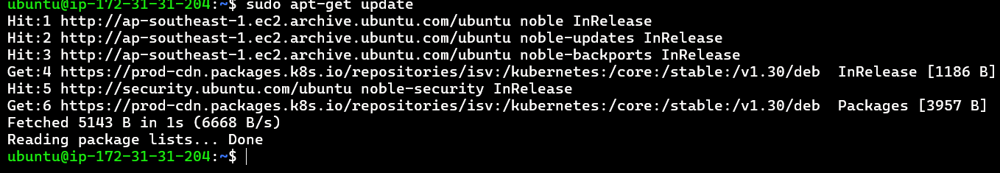 ubuntu@ip-172-31-31-204:~$ sudo apt-get update
Hit:1 http://ap-southeast-1.ec2.archive.ubuntu.com/ubuntu noble InRelease
Hit:2 http://ap-southeast-1.ec2.archive.ubuntu.com/ubuntu noble-updates InRelease
Hit:3 http://ap-southeast-1.ec2.archive.ubuntu.com/ubuntu noble-backports InRelease
Get:4 https://prod-cdn.packages.k8s.io/repositories/isv:/kubernetes:/core:/stable:/v1.30/deb  InRelease [1186 B]
Hit:5 http://security.ubuntu.com/ubuntu noble-security InRelease
Get:6 https://prod-cdn.packages.k8s.io/repositories/isv:/kubernetes:/core:/stable:/v1.30/deb  Packages [3957 B]
Fetched 5143 B in 1s (6668 B/s)
Reading package lists... Done
ubuntu@ip-172-31-31-204:~$